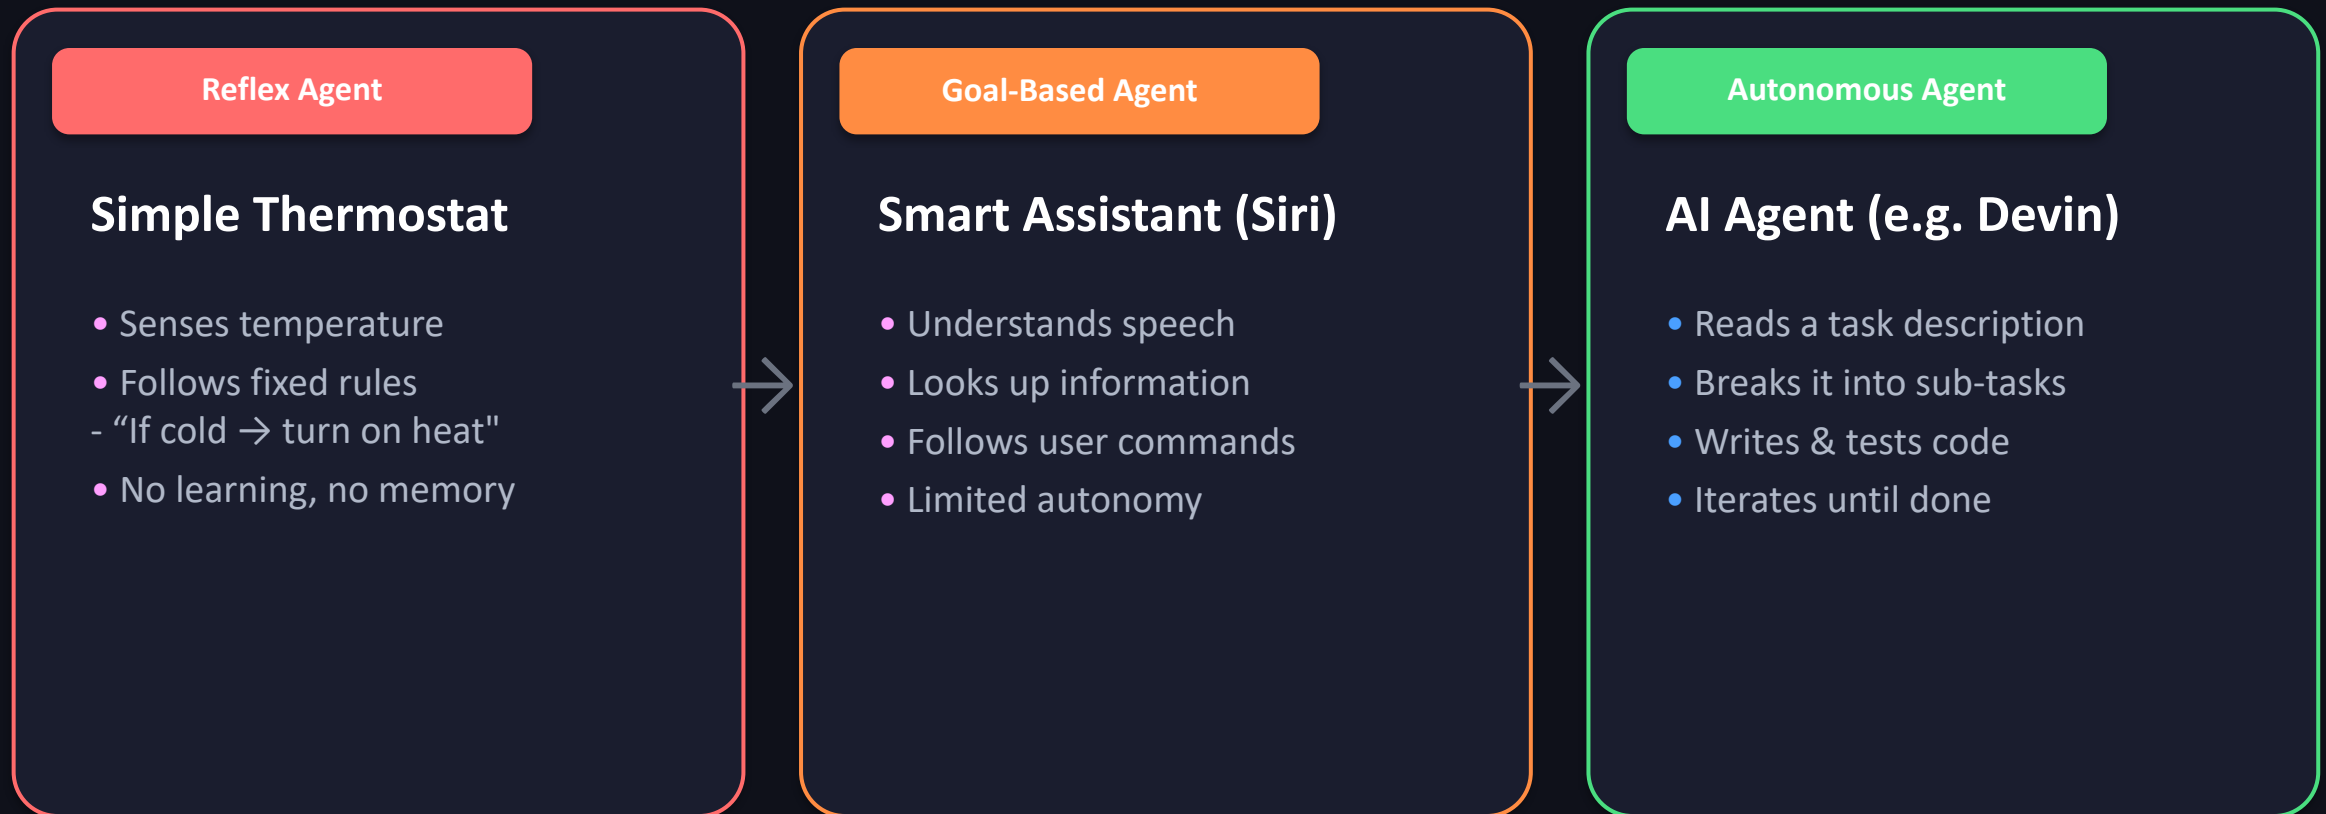 Reflex Agent
Simple Thermostat
• Senses temperature
• Follows fixed rules
- “If cold → turn on heat"
• No learning, no memory
→
Goal-Based Agent
Smart Assistant (Siri)
• Understands speech
• Looks up information
• Follows user commands
• Limited autonomy
→
Autonomous Agent
AI Agent (e.g. Devin)
• Reads a task description
• Breaks it into sub-tasks
• Writes & tests code
• Iterates until done